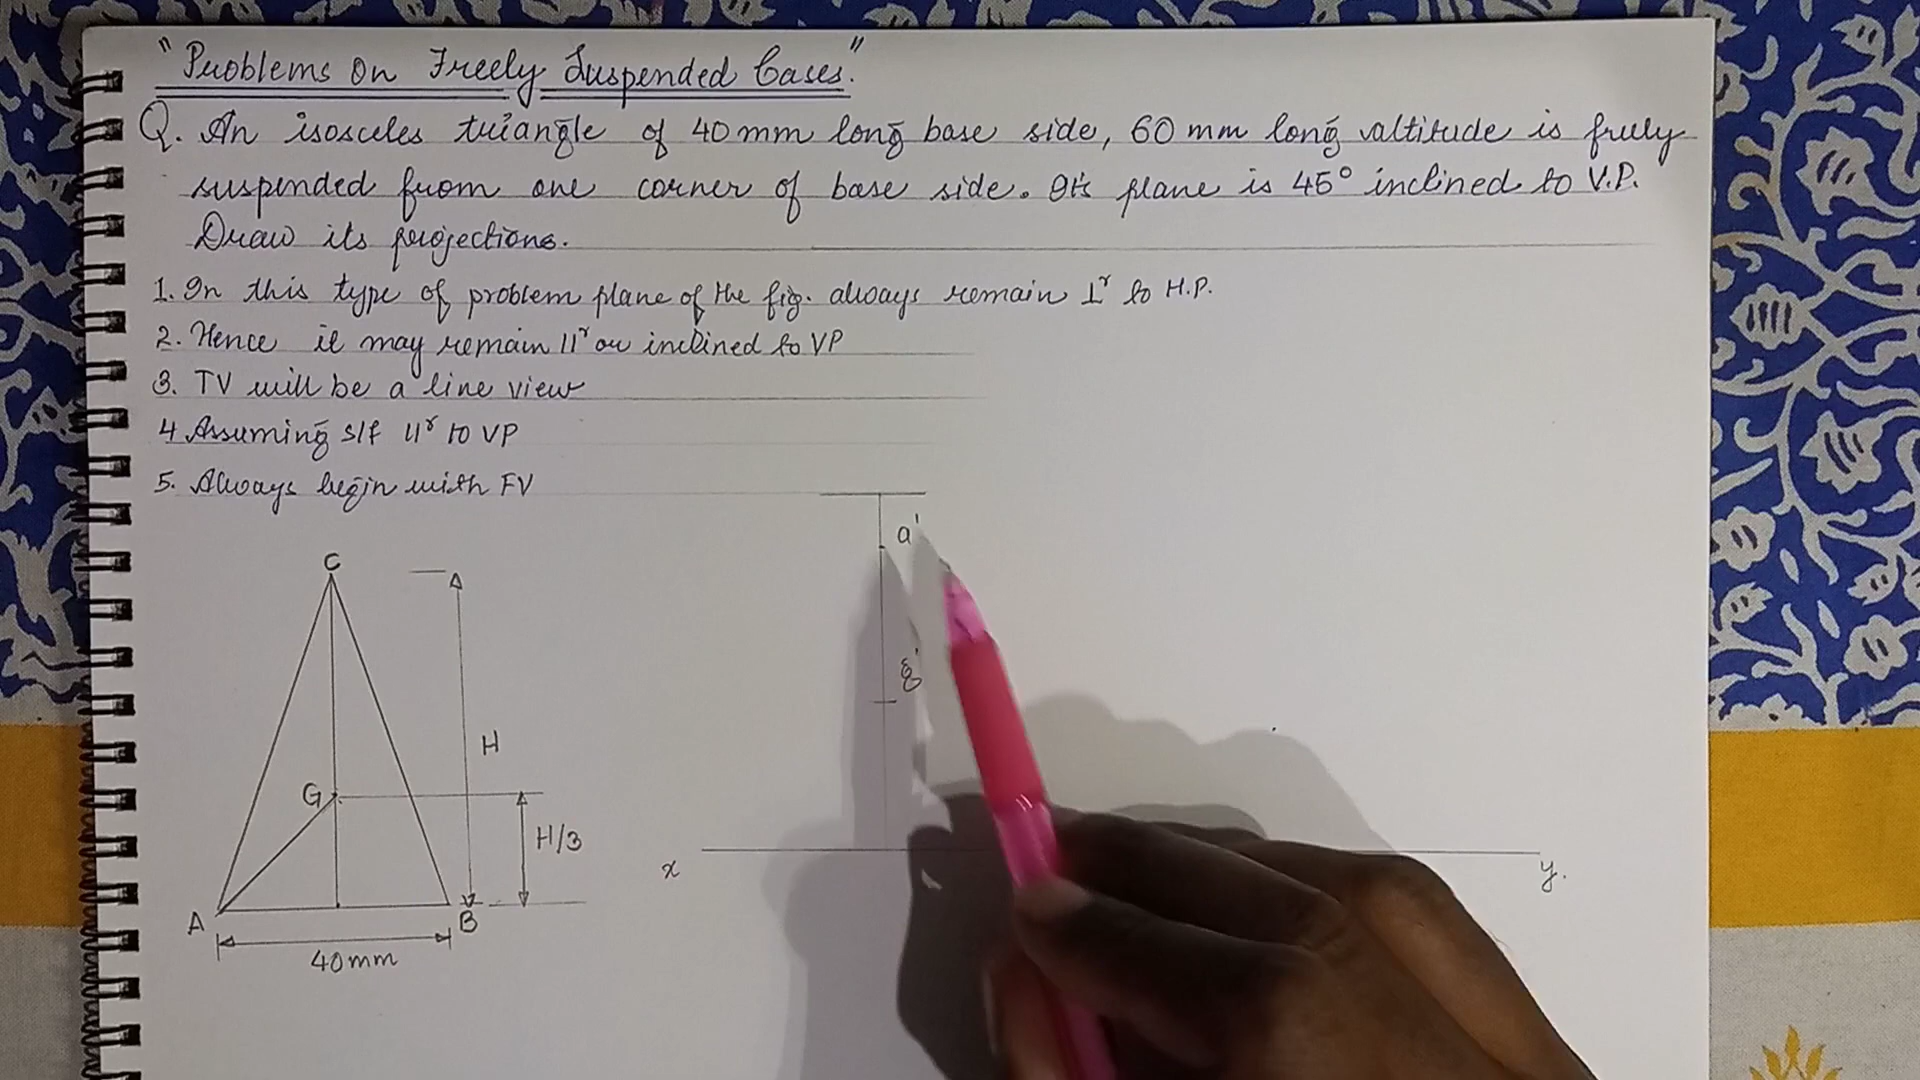 "Problems On Freely Suspended Cases."
Q. An isosceles triangle of 40 mm long base side, 60 mm long altitude is freely
suspended from one corner of base side. It's plane is 45° inclined to V.P.
Draw its projections.
1. In this type of problem plane of the fig. always remain ⊥ʳ to H.P.
2. Hence it may remain ||ʳ or inclined to VP
3. TV will be a line view
4 Assuming s/f ||ʳ to VP
5. Always begin with FV
a'
C
g'
H
G
H/3
x
y.
A
B
40mm